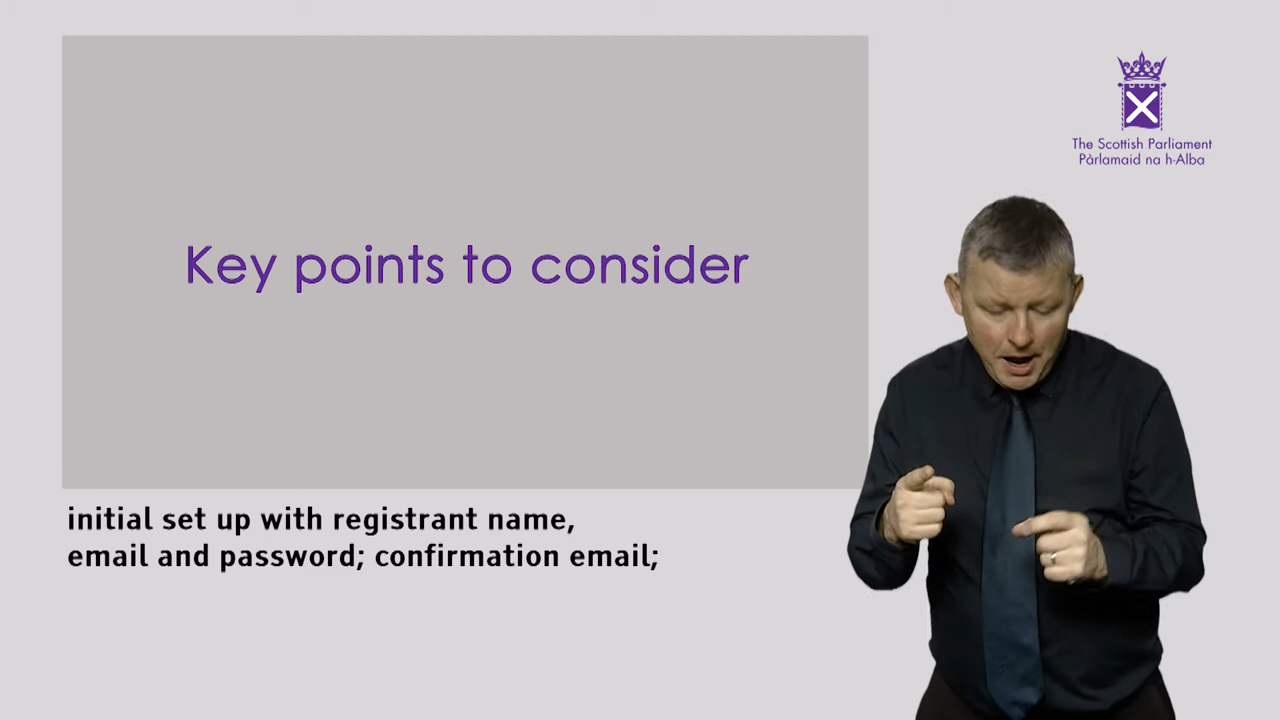 Key points to consider
The Scottish Parliament
Pàrlamaid na h-Alba
initial set up with registrant name,
email and password; confirmation email;